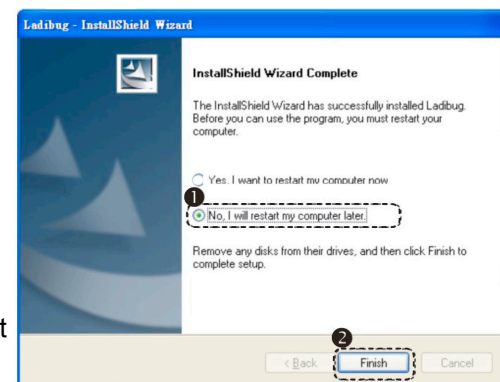 Ladibug - InstallShield Wizard
InstallShield Wizard Complete
The InstallShield Wizard has successfully installed Ladibug.
Before you can use the program, you must restart your
computer.
Yes, I want to restart my computer now
1
No, I will restart my computer later.
Remove any disks from their drives, and then click Finish to
complete setup.
t
2
< Back
Finish
Cancel